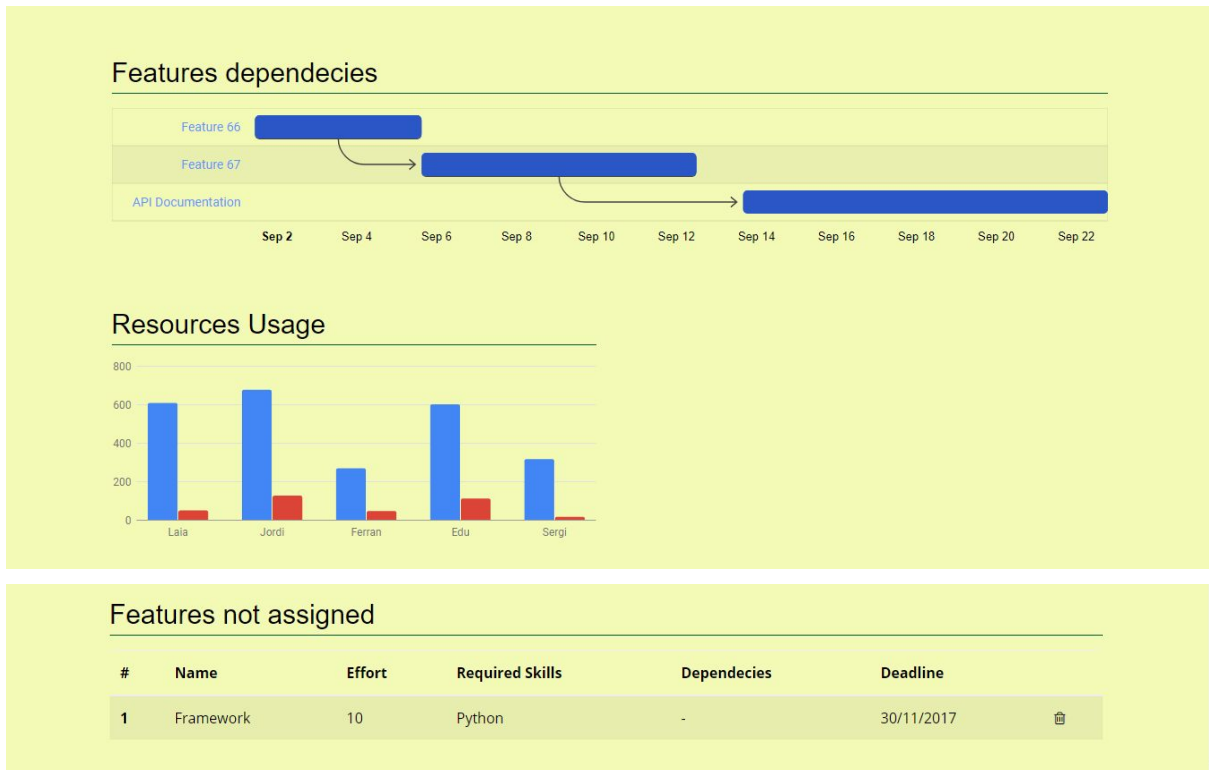 Features dependecies
Feature 66
Feature 67
API Documentation
Sep 2 Sep 4 Sep 6 Sep 8 Sep 10 Sep 12 Sep 14 Sep 16 Sep 18 Sep 20 Sep 22
Resources Usage
800
600
400
200
0
Laia Jordi Ferran Edu Sergi
Features not assigned
# Name Effort Required Skills Dependecies Deadline
1 Framework 10 Python - 30/11/2017